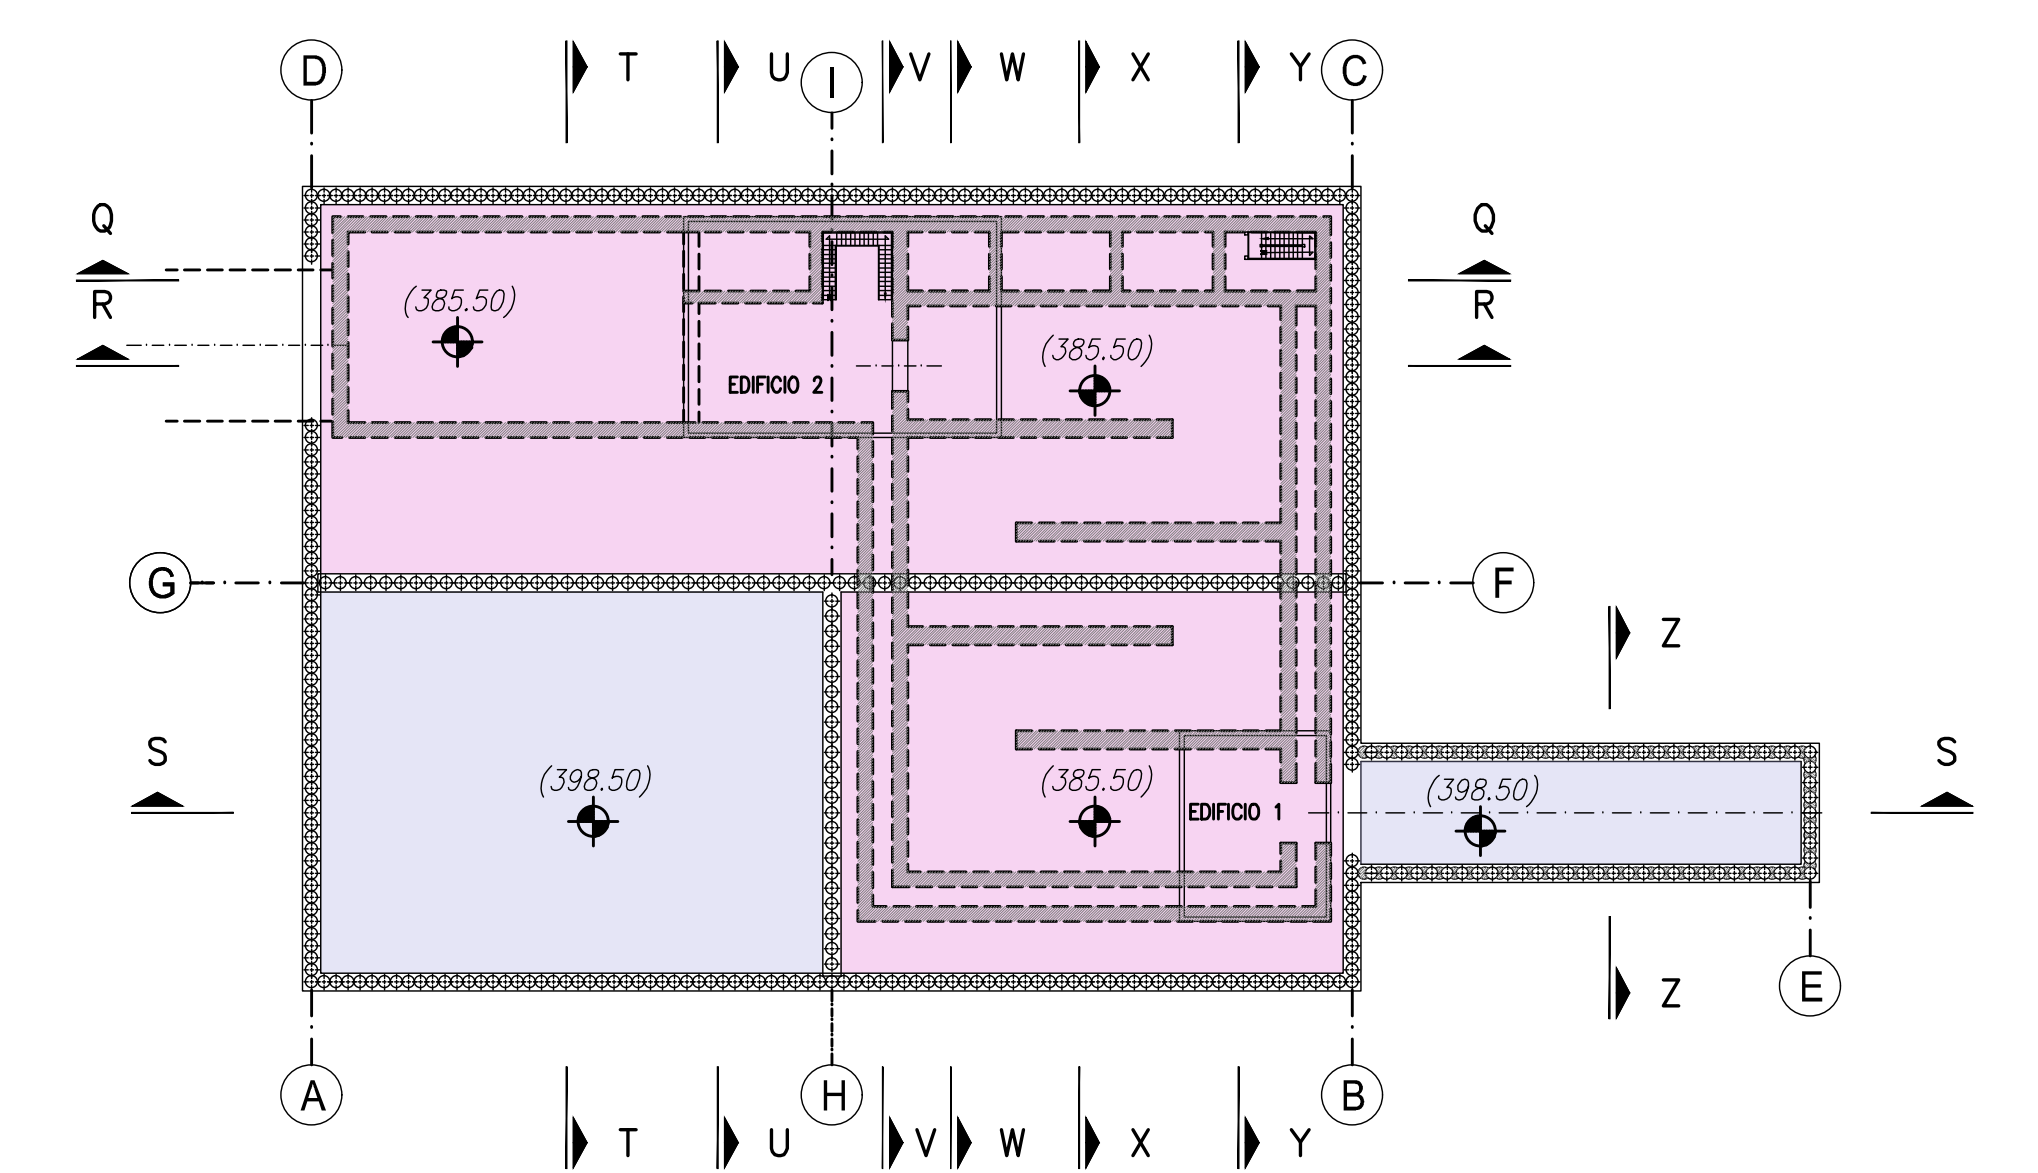 D T U I V W X Y C
Q Q
R R
(385.50)
(385.50)
EDIFICIO 2
G F
Z
S S
(398.50) (385.50) (398.50)
EDIFICIO 1
Z
E
A H B
T U V W X Y